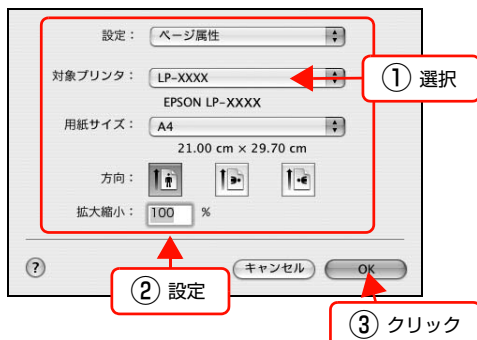 設定： ページ属性
対象プリンタ： LP-XXXX
① 選択
EPSON LP-XXXX
用紙サイズ： A4
21.00 cm × 29.70 cm
方向：
拡大縮小： 100 %
? キャンセル OK
② 設定
③ クリック